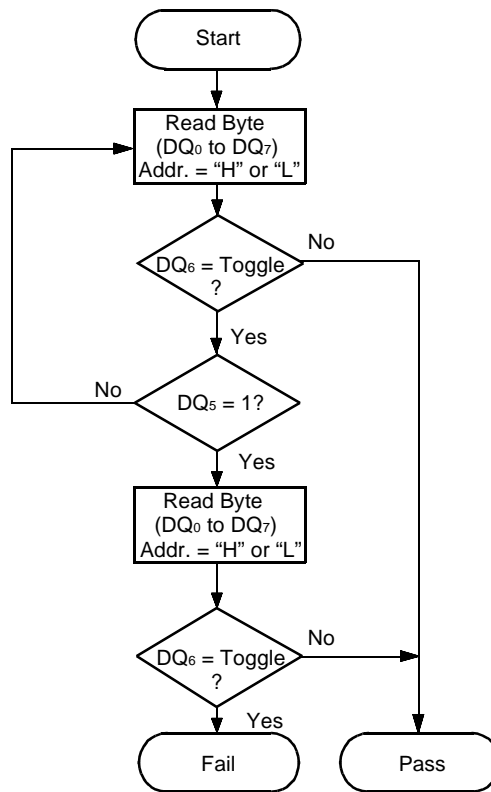 Start
Read Byte
(DQ0 to DQ7)
Addr. = “H” or “L”
No
DQ6 = Toggle
?
Yes
No
DQ5 = 1?
Yes
Read Byte
(DQ0 to DQ7)
Addr. = “H” or “L”
No
DQ6 = Toggle
?
Yes
Fail
Pass